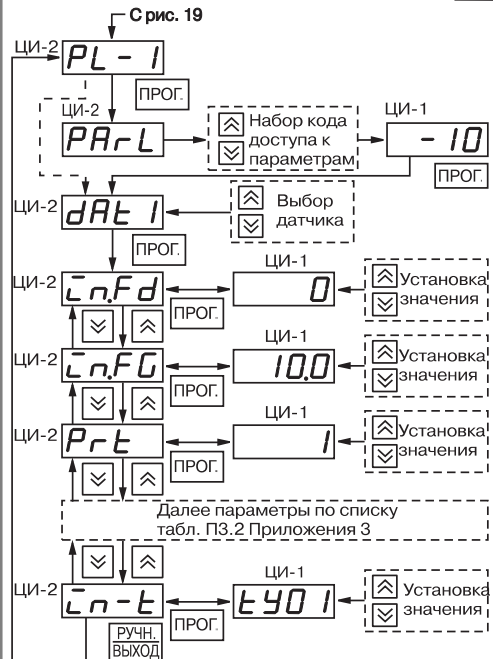 С рис. 19
ЦИ-2 PL-1
ПРОГ.
ЦИ-2
PArL
Набор кода
доступа к
параметрам
ЦИ-1
-10
ПРОГ.
ЦИ-2 dAt1
Выбор
датчика
ПРОГ.
ЦИ-2 in.Fd
ПРОГ.
ЦИ-1
0
Установка
значения
ЦИ-2 in.FG
ПРОГ.
ЦИ-1
10.0
Установка
значения
ЦИ-2 Prt
ПРОГ.
ЦИ-1
1
Установка
значения
Далее параметры по списку
табл. П3.2 Приложения 3
ЦИ-2 in-t
ПРОГ.
ЦИ-1
tY01
Установка
значения
РУЧН.
ВЫХОД